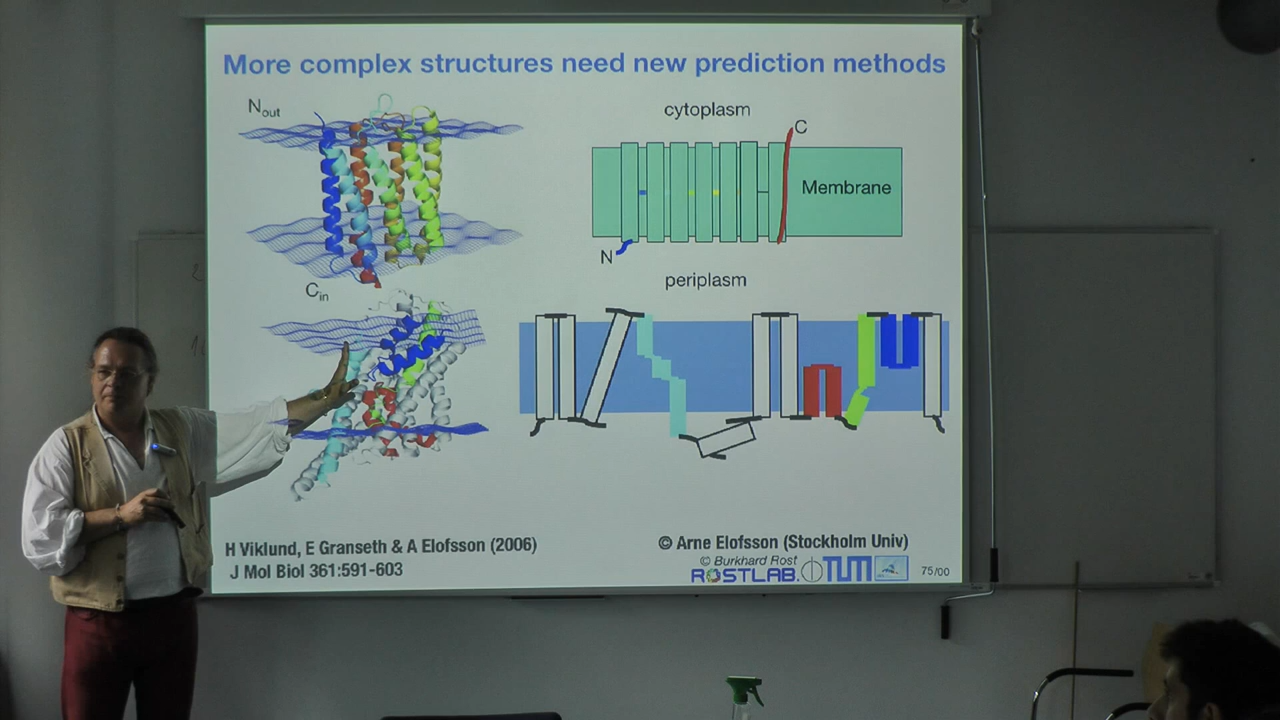 More complex structures need new prediction methods
Nout
cytoplasm
C
Membrane
N
periplasm
Cin
H Viklund, E Granseth & A Elofsson (2006)
J Mol Biol 361:591-603
© Arne Elofsson (Stockholm Univ)
© Burkhard Rost
ROSTLAB. TUM
75/00